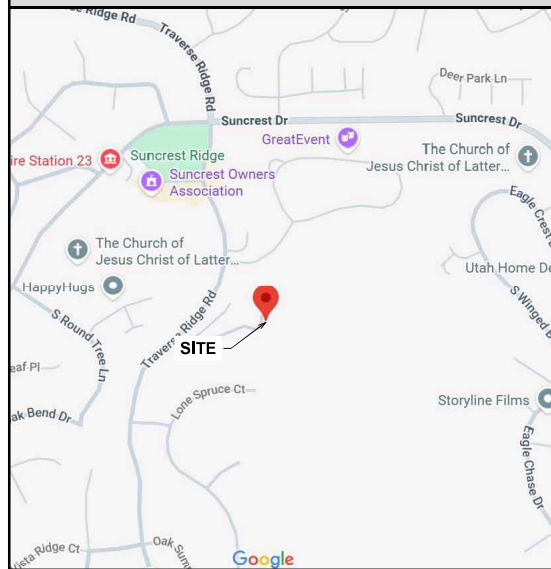 Ridge Rd
Traverse Ridge Rd
Deer Park Ln
Suncrest Dr
Suncrest Dr
GreatEvent
ire Station 23
Suncrest Ridge
The Church of
Jesus Christ of Latter...
Suncrest Owners
Association
Eagle Crest
The Church of
Jesus Christ of Latter...
HappyHugs
Utah Home De
S Winged B
S Round Tree Ln
Traverse Ridge Rd
SITE
eaf Pl
Lone Spruce Ct
Storyline Films
ak Bend Dr
Eagle Chase Dr
Vista Ridge Ct
Oak Sum
Google